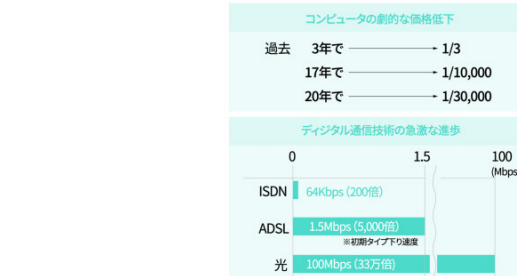 コンピュータの劇的な価格低下
過去 3年で 1/3
17年で 1/10,000
20年で 1/30,000
ディジタル通信技術の急激な進歩
0 1.5 100
(Mbps
ISDN 64Kbps (200倍)
ADSL 1.5Mbps (5,000倍)
※初期タイプ下り速度
光 100Mbps (33万倍)